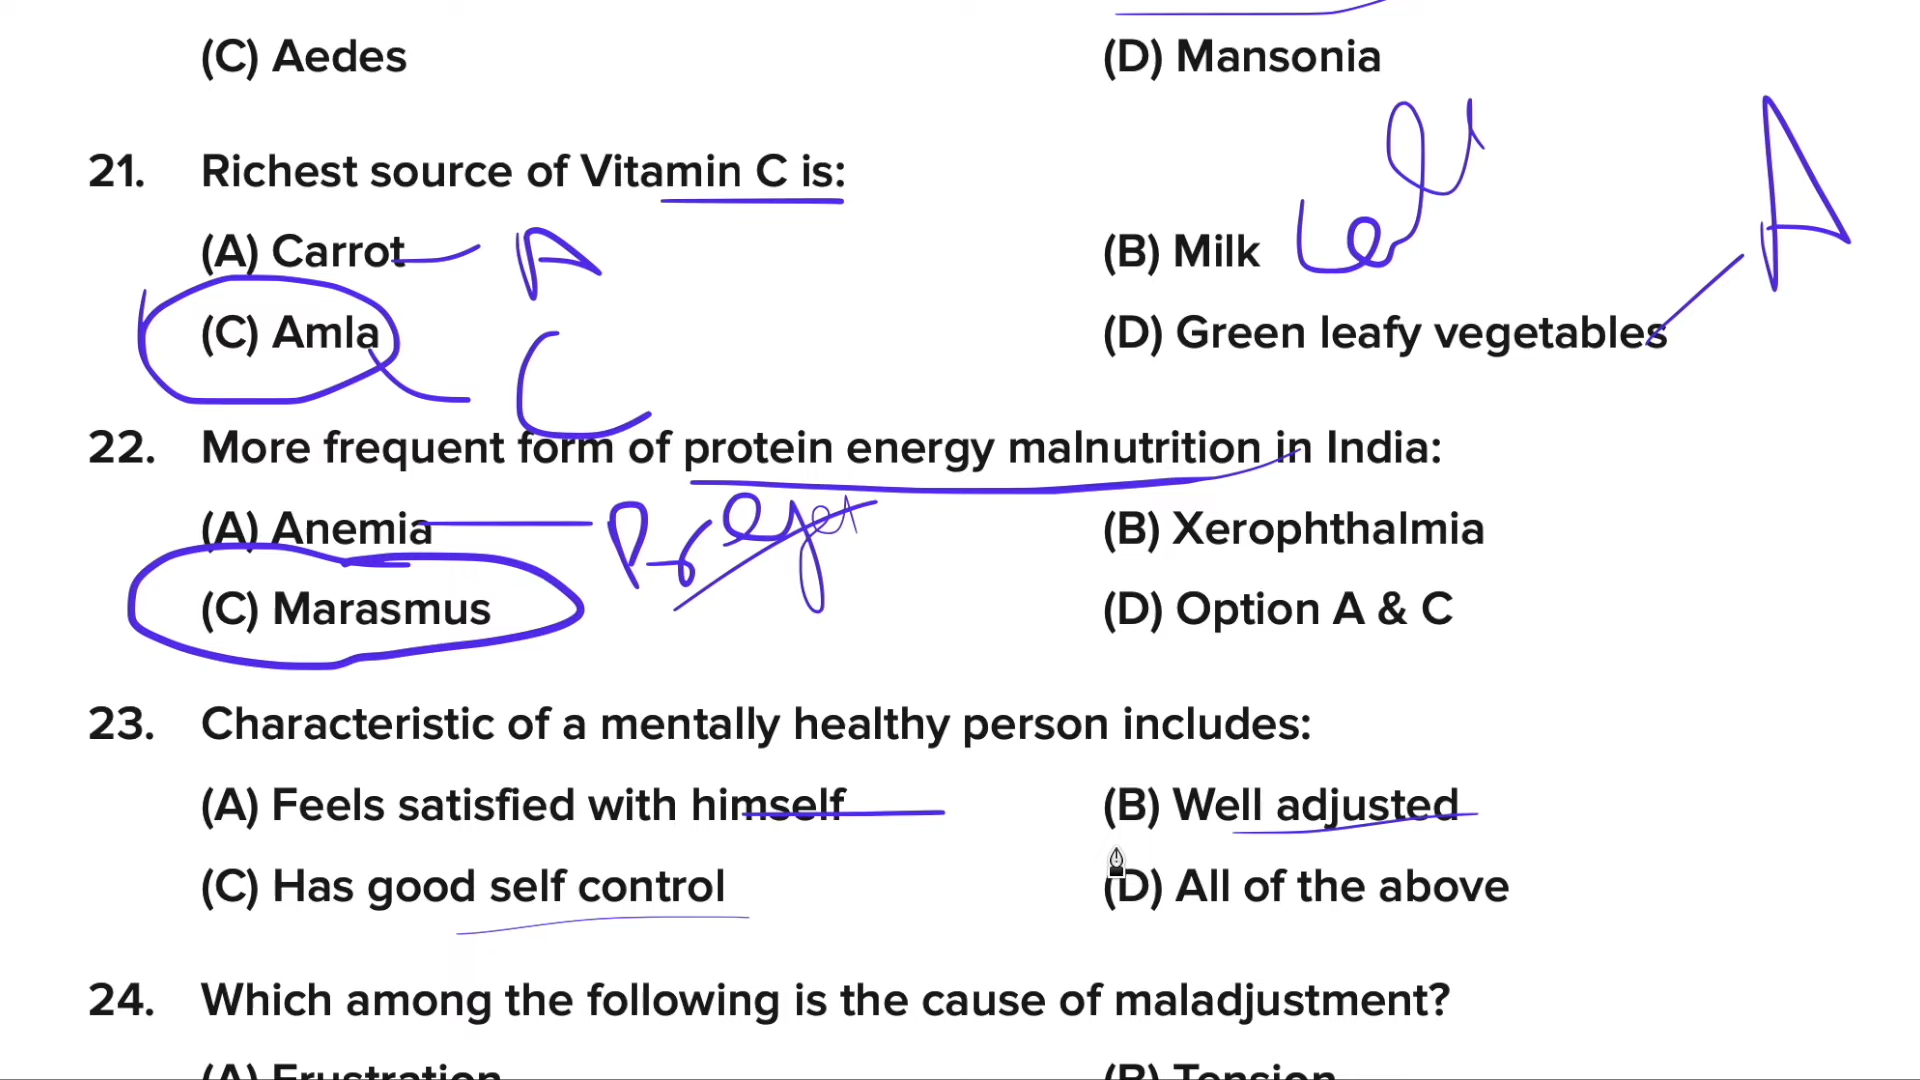 (C) Aedes (D) Mansonia
21. Richest source of Vitamin C is:
(A) Carrot A (B) Milk
(C) Amla C (D) Green leafy vegetables A
22. More frequent form of protein energy malnutrition in India:
(A) Anemia (B) Xerophthalmia
(C) Marasmus (D) Option A & C
23. Characteristic of a mentally healthy person includes:
(A) Feels satisfied with himself (B) Well adjusted
(C) Has good self control (D) All of the above
24. Which among the following is the cause of maladjustment?
(A) Frustration (B) Tension